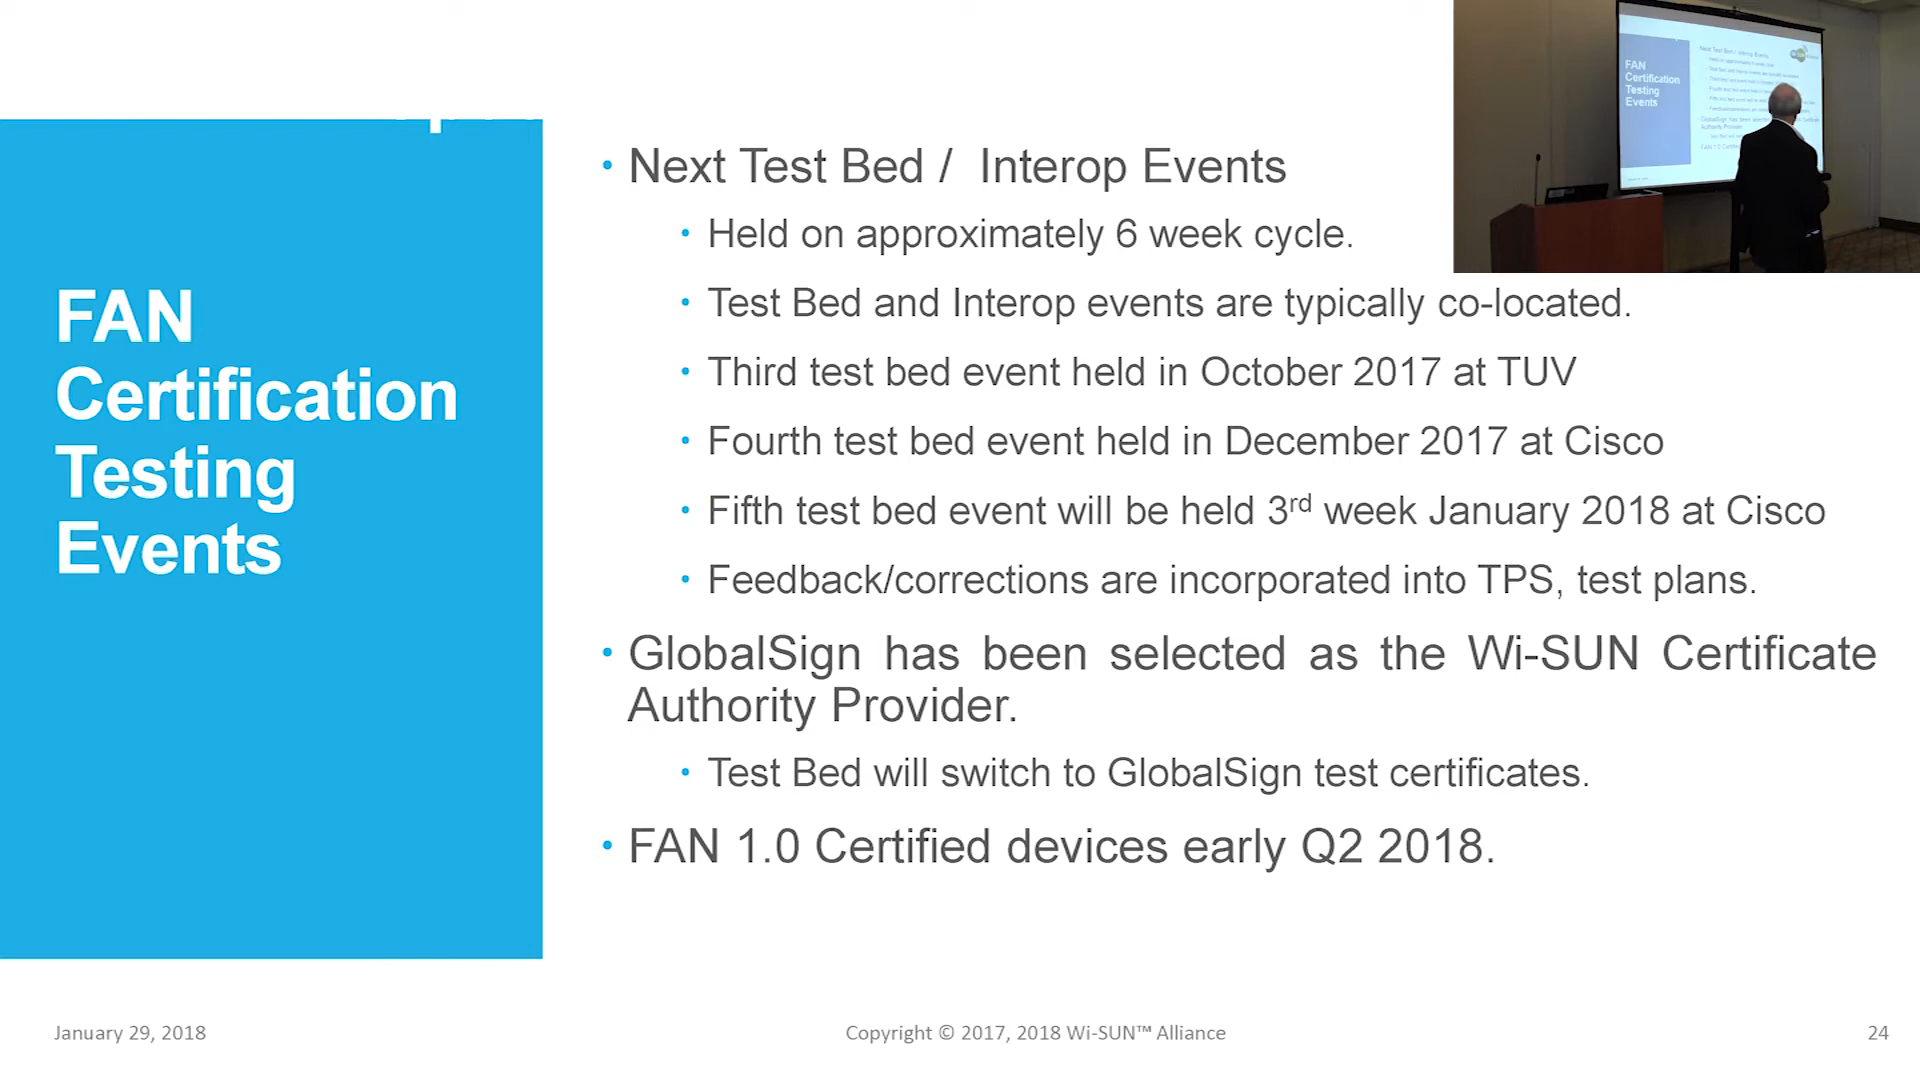 FAN
Certification
Testing
Events
• Next Test Bed /  Interop Events
• Held on approximately 6 week cycle.
• Test Bed and Interop events are typically co-located.
• Third test bed event held in October 2017 at TUV
• Fourth test bed event held in December 2017 at Cisco
• Fifth test bed event will be held 3rd week January 2018 at Cisco
• Feedback/corrections are incorporated into TPS, test plans.
• GlobalSign has been selected as the Wi-SUN Certificate
Authority Provider.
• Test Bed will switch to GlobalSign test certificates.
• FAN 1.0 Certified devices early Q2 2018.
January 29, 2018
Copyright © 2017, 2018 Wi-SUN™ Alliance
24
FAN
Certification
Testing
Events